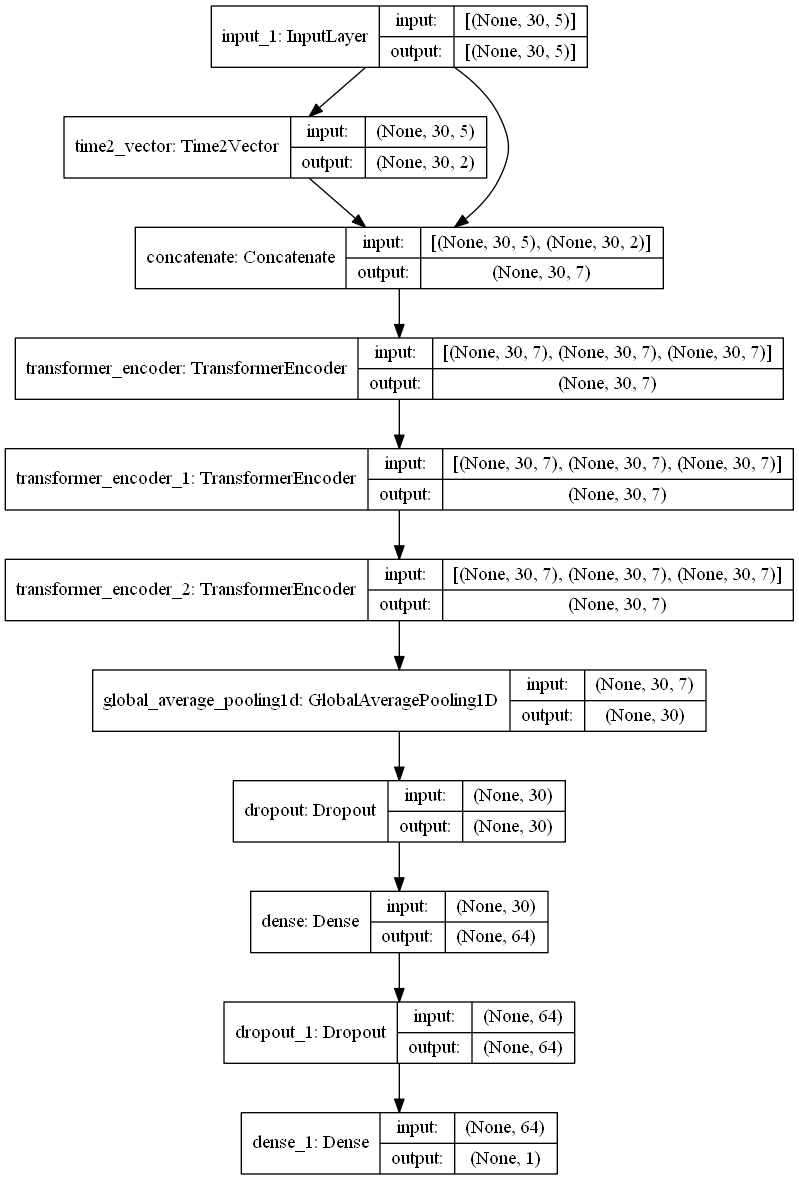 input_1: InputLayer
input: [(None, 30, 5)]
output: [(None, 30, 5)]
time2_vector: Time2Vector
input: (None, 30, 5)
output: (None, 30, 2)
concatenate: Concatenate
input: [(None, 30, 5), (None, 30, 2)]
output: (None, 30, 7)
transformer_encoder: TransformerEncoder
input: [(None, 30, 7), (None, 30, 7), (None, 30, 7)]
output: (None, 30, 7)
transformer_encoder_1: TransformerEncoder
input: [(None, 30, 7), (None, 30, 7), (None, 30, 7)]
output: (None, 30, 7)
transformer_encoder_2: TransformerEncoder
input: [(None, 30, 7), (None, 30, 7), (None, 30, 7)]
output: (None, 30, 7)
global_average_pooling1d: GlobalAveragePooling1D
input: (None, 30, 7)
output: (None, 30)
dropout: Dropout
input: (None, 30)
output: (None, 30)
dense: Dense
input: (None, 30)
output: (None, 64)
dropout_1: Dropout
input: (None, 64)
output: (None, 64)
dense_1: Dense
input: (None, 64)
output: (None, 1)